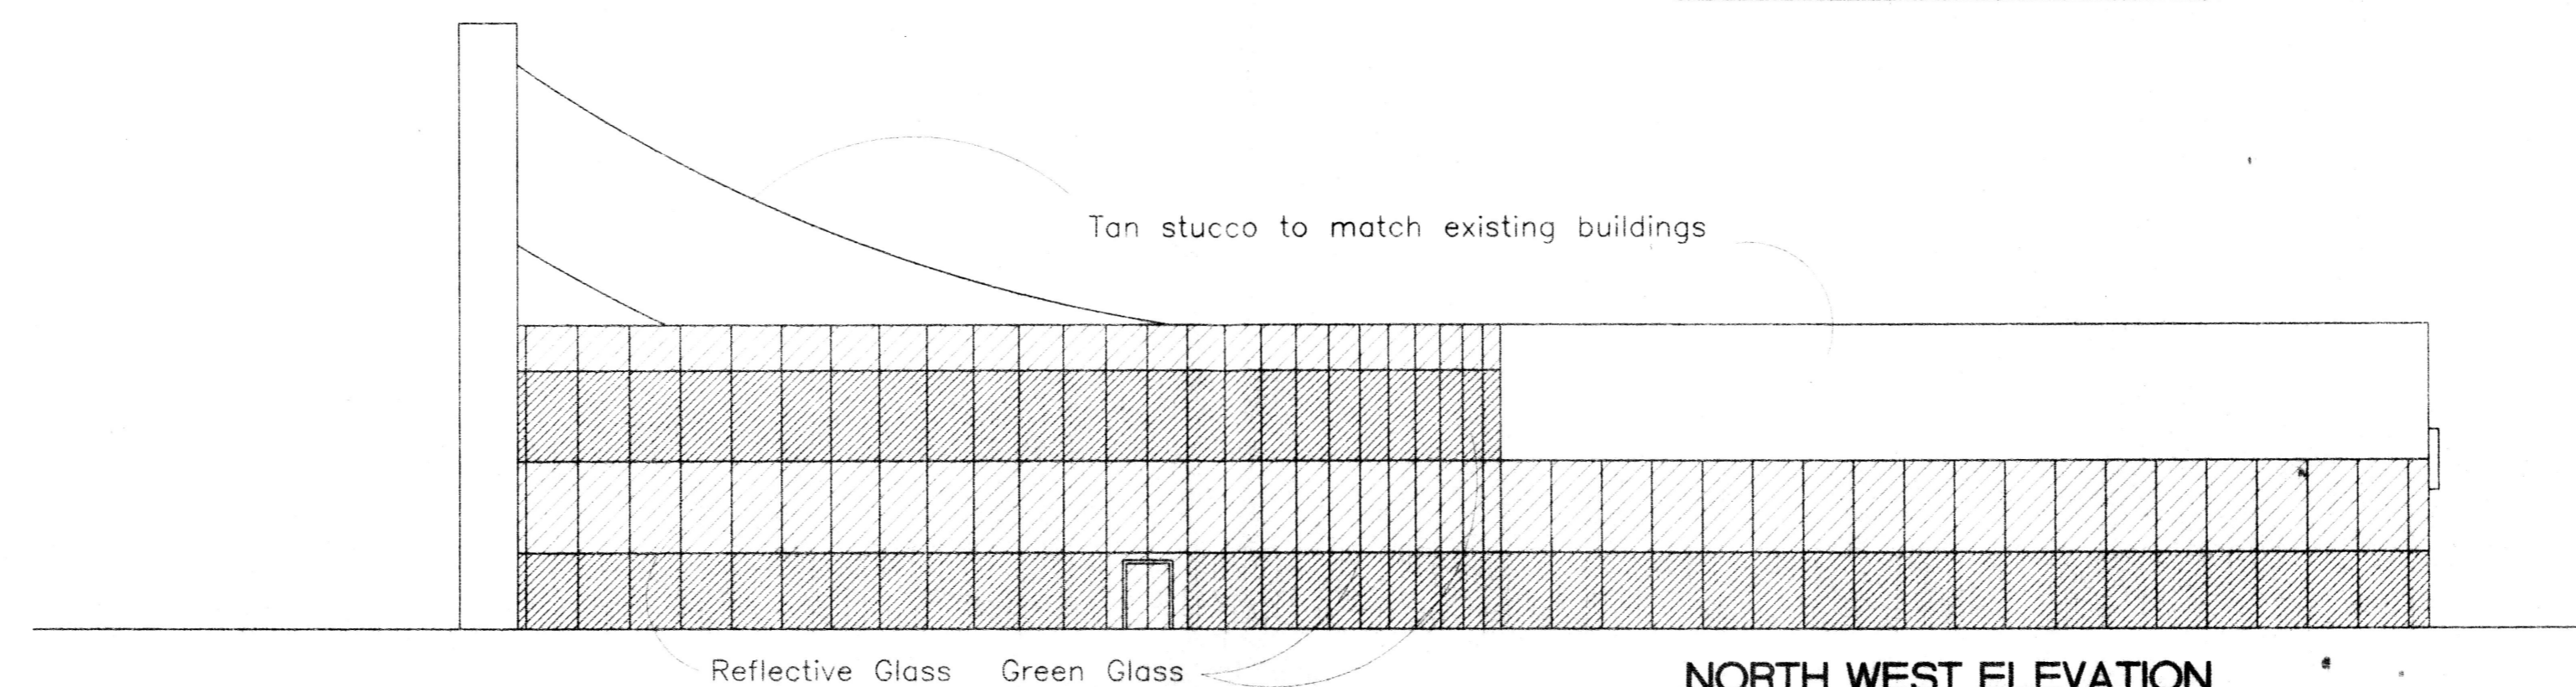 Tan stucco to match existing buildings
Reflective Glass
Green Glass
NORTH WEST ELEVATION